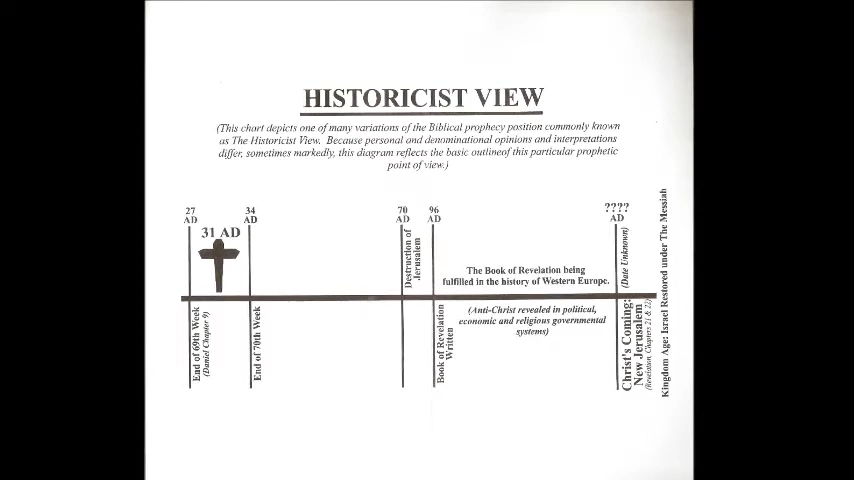 HISTORICIST VIEW
(This chart depicts one of many variations of the Biblical prophecy position commonly known
as The Historicist View. Because personal and denominational opinions and interpretations
differ, sometimes markedly, this diagram reflects the basic outlineof this particular prophetic
point of view.)
27
AD
31 AD
34
AD
70
AD
96
AD
????
AD
Destruction of
Jerusalem
The Book of Revelation being
fulfilled in the history of Western Europe.
(Date Unknown)
End of 69th Week
(Daniel Chapter 9)
End of 70th Week
Book of Revelation
Written
(Anti-Christ revealed in political,
economic and religious governmental
systems)
Christ's Coming:
New Jerusalem
(Revelation, Chapters 21 & 22)
Kingdom Age: Israel Restored under The Messiah